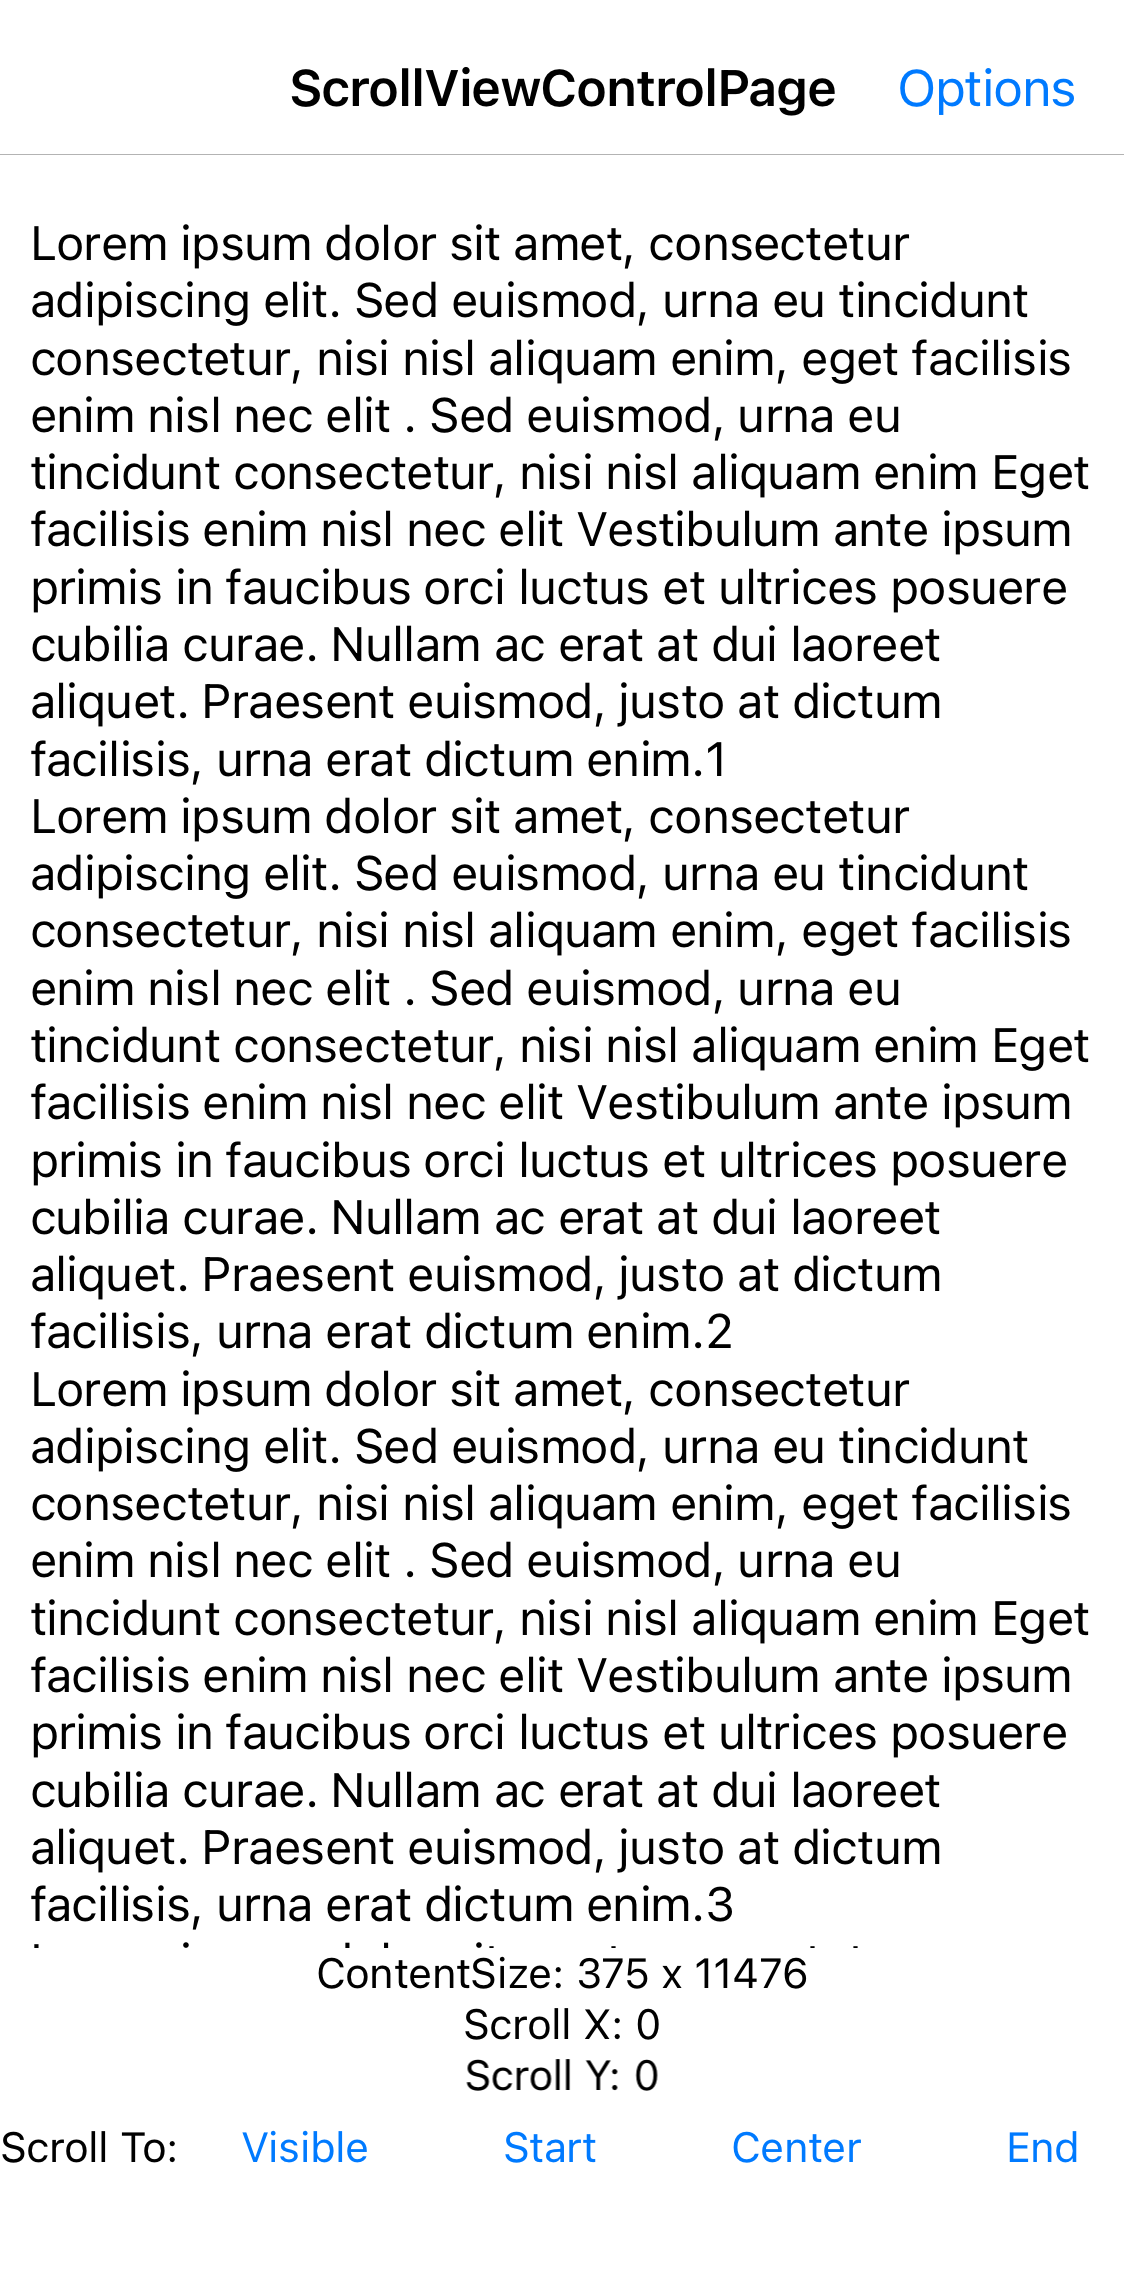 ScrollViewControlPage Options
Lorem ipsum dolor sit amet, consectetur
adipiscing elit. Sed euismod, urna eu tincidunt
consectetur, nisi nisl aliquam enim, eget facilisis
enim nisl nec elit . Sed euismod, urna eu
tincidunt consectetur, nisi nisl aliquam enim Eget
facilisis enim nisl nec elit Vestibulum ante ipsum
primis in faucibus orci luctus et ultrices posuere
cubilia curae. Nullam ac erat at dui laoreet
aliquet. Praesent euismod, justo at dictum
facilisis, urna erat dictum enim.1
Lorem ipsum dolor sit amet, consectetur
adipiscing elit. Sed euismod, urna eu tincidunt
consectetur, nisi nisl aliquam enim, eget facilisis
enim nisl nec elit . Sed euismod, urna eu
tincidunt consectetur, nisi nisl aliquam enim Eget
facilisis enim nisl nec elit Vestibulum ante ipsum
primis in faucibus orci luctus et ultrices posuere
cubilia curae. Nullam ac erat at dui laoreet
aliquet. Praesent euismod, justo at dictum
facilisis, urna erat dictum enim.2
Lorem ipsum dolor sit amet, consectetur
adipiscing elit. Sed euismod, urna eu tincidunt
consectetur, nisi nisl aliquam enim, eget facilisis
enim nisl nec elit . Sed euismod, urna eu
tincidunt consectetur, nisi nisl aliquam enim Eget
facilisis enim nisl nec elit Vestibulum ante ipsum
primis in faucibus orci luctus et ultrices posuere
cubilia curae. Nullam ac erat at dui laoreet
aliquet. Praesent euismod, justo at dictum
facilisis, urna erat dictum enim.3
ContentSize: 375 x 11476
Scroll X: 0
Scroll Y: 0
Scroll To: Visible Start Center End